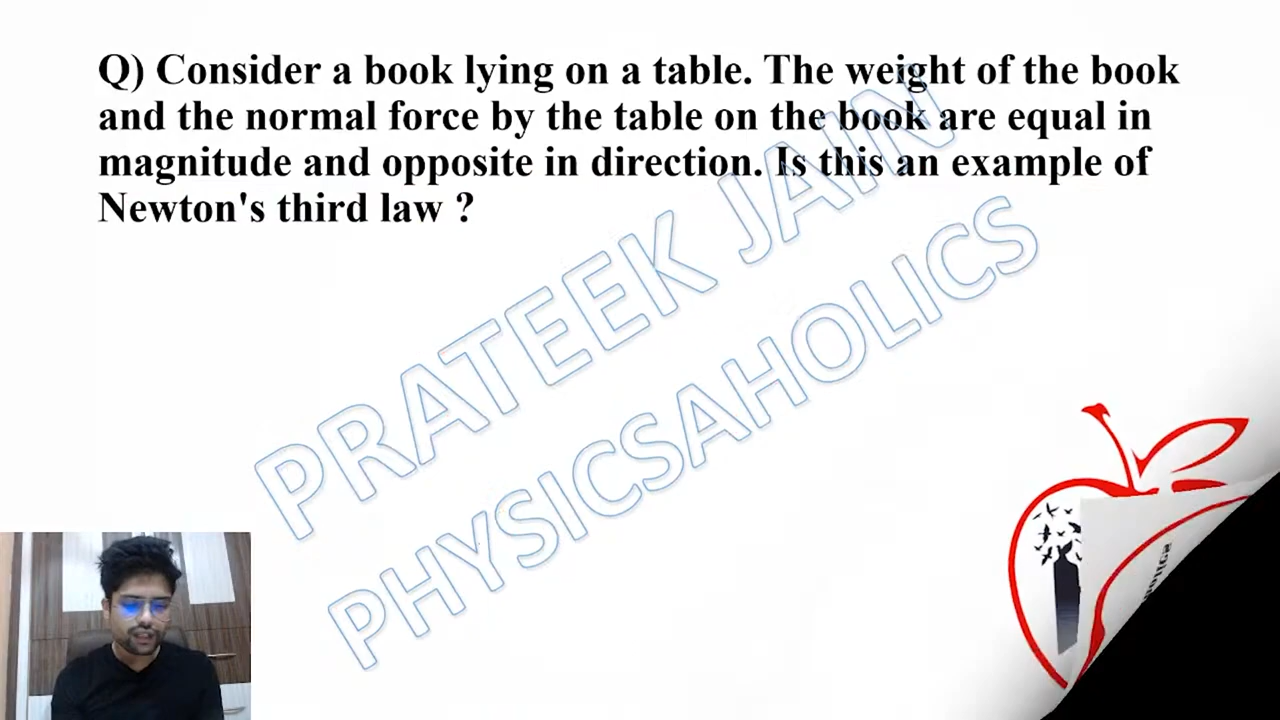 Q) Consider a book lying on a table. The weight of the book
and the normal force by the table on the book are equal in
magnitude and opposite in direction. Is this an example of
Newton's third law ?
PRATEEK JAIN
PHYSICSAHOLICS